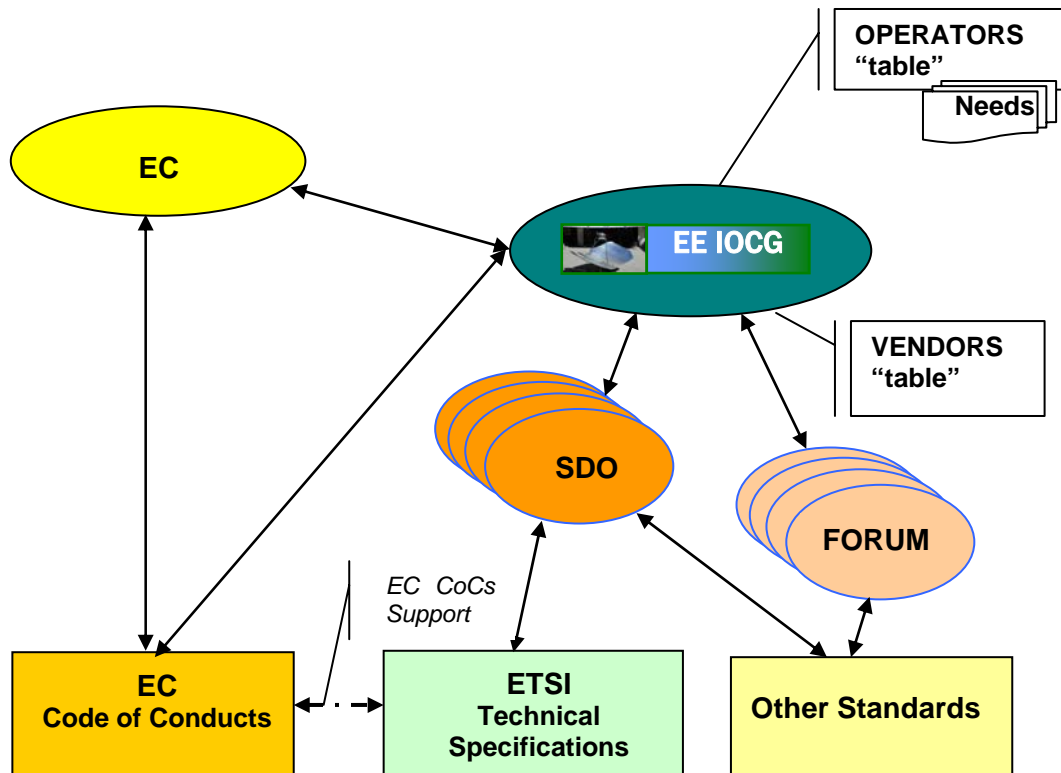 OPERATORS
“table”
Needs
EC
EE IOCG
VENDORS
“table”
SDO
FORUM
EC CoCs
Support
EC
Code of Conducts
ETSI
Technical
Specifications
Other Standards